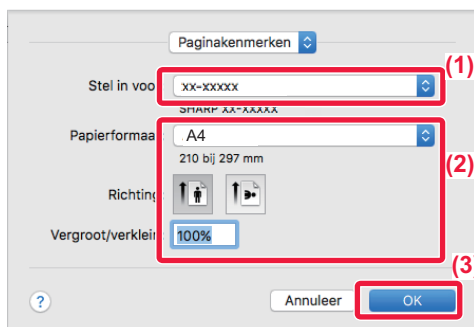 Paginakenmerken
(1)
Stel in voo xx-xxxxx
SHARP xx-xxxxx
Papierformaa A4
210 bij 297 mm
(2)
Richting:
Vergroot/verklein 100%
(3
? Annuleer OK